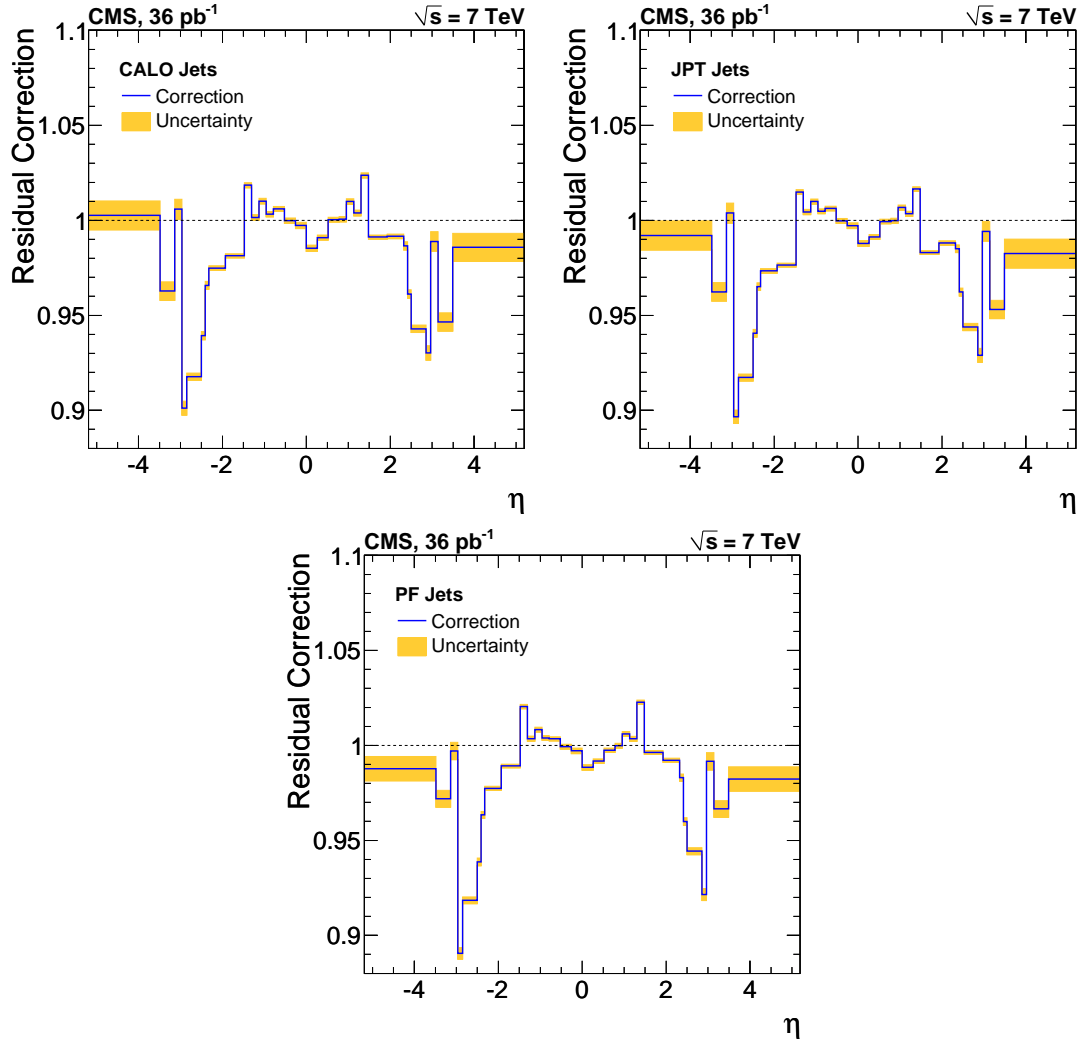 CMS, 36 pb⁻¹ √s = 7 TeV
Residual Correction
1.1
1.05
1
0.95
0.9
CALO Jets
Correction
Uncertainty
-4 -2 0 2 4
η
CMS, 36 pb⁻¹ √s = 7 TeV
Residual Correction
1.1
1.05
1
0.95
0.9
JPT Jets
Correction
Uncertainty
-4 -2 0 2 4
η
CMS, 36 pb⁻¹ √s = 7 TeV
Residual Correction
1.1
1.05
1
0.95
0.9
PF Jets
Correction
Uncertainty
-4 -2 0 2 4
η